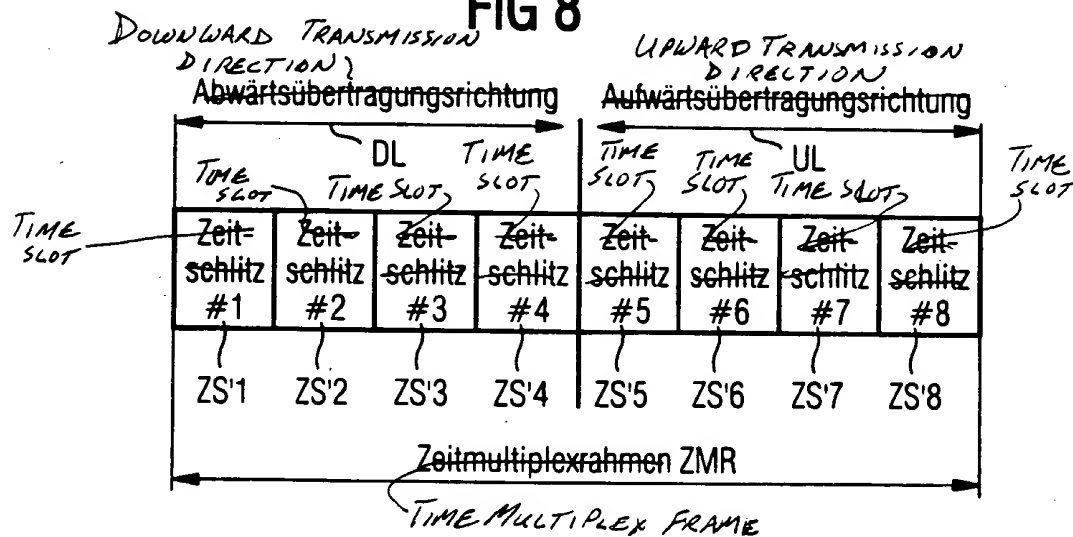 FIG 8
DOWNWARD TRANSMISSION DIRECTION
UPWARD TRANSMISSION DIRECTION
Abwärtsübertragungsrichtung
Aufwärtsübertragungsrichtung
DL
UL
TIME SLOT
TIME SLOT
TIME SLOT
TIME SLOT
TIME SLOT
TIME SLOT
TIME SLOT
TIME SLOT
Zeit-schlitz #1
Zeit-schlitz #2
Zeit-schlitz #3
Zeit-schlitz #4
Zeit-schlitz #5
Zeit-schlitz #6
Zeit-schlitz #7
Zeit-schlitz #8
ZS'1 ZS'2 ZS'3 ZS'4 ZS'5 ZS'6 ZS'7 ZS'8
Zeitmultiplexrahmen ZMR
TIME MULTIPLEX FRAME